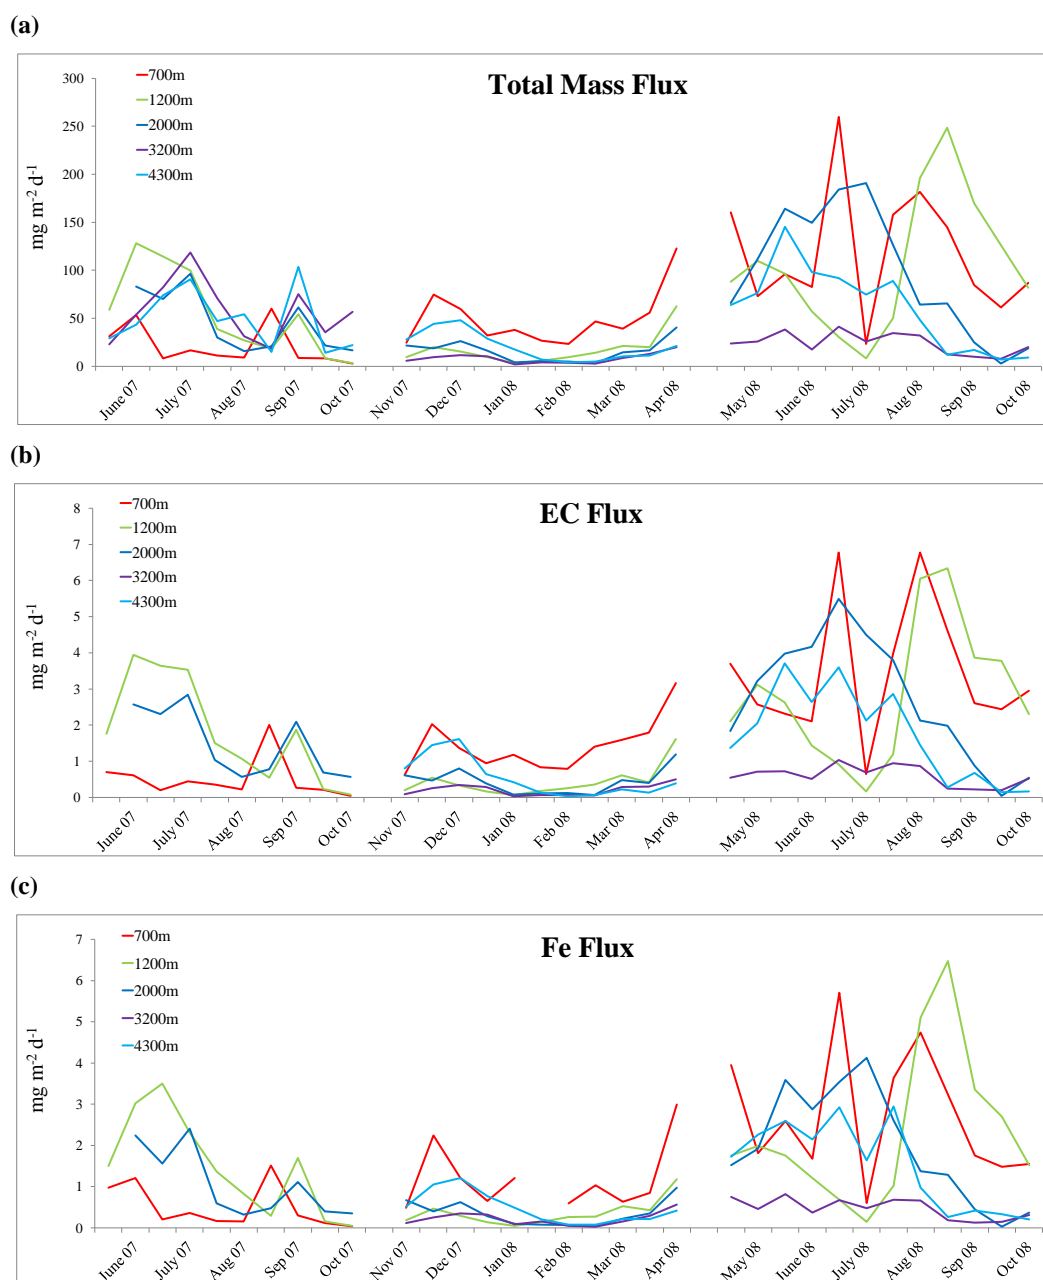 (a)
Total Mass Flux
mg m-2 d-1
300
250
200
150
100
50
0
700m
1200m
2000m
3200m
4300m
June 07
July 07
Aug 07
Sep 07
Oct 07
Nov 07
Dec 07
Jan 08
Feb 08
Mar 08
Apr 08
May 08
June 08
July 08
Aug 08
Sep 08
Oct 08
(b)
EC Flux
mg m-2 d-1
8
7
6
5
4
3
2
1
0
700m
1200m
2000m
3200m
4300m
June 07
July 07
Aug 07
Sep 07
Oct 07
Nov 07
Dec 07
Jan 08
Feb 08
Mar 08
Apr 08
May 08
June 08
July 08
Aug 08
Sep 08
Oct 08
(c)
Fe Flux
mg m-2 d-1
7
6
5
4
3
2
1
0
700m
1200m
2000m
3200m
4300m
June 07
July 07
Aug 07
Sep 07
Oct 07
Nov 07
Dec 07
Jan 08
Feb 08
Mar 08
Apr 08
May 08
June 08
July 08
Aug 08
Sep 08
Oct 08